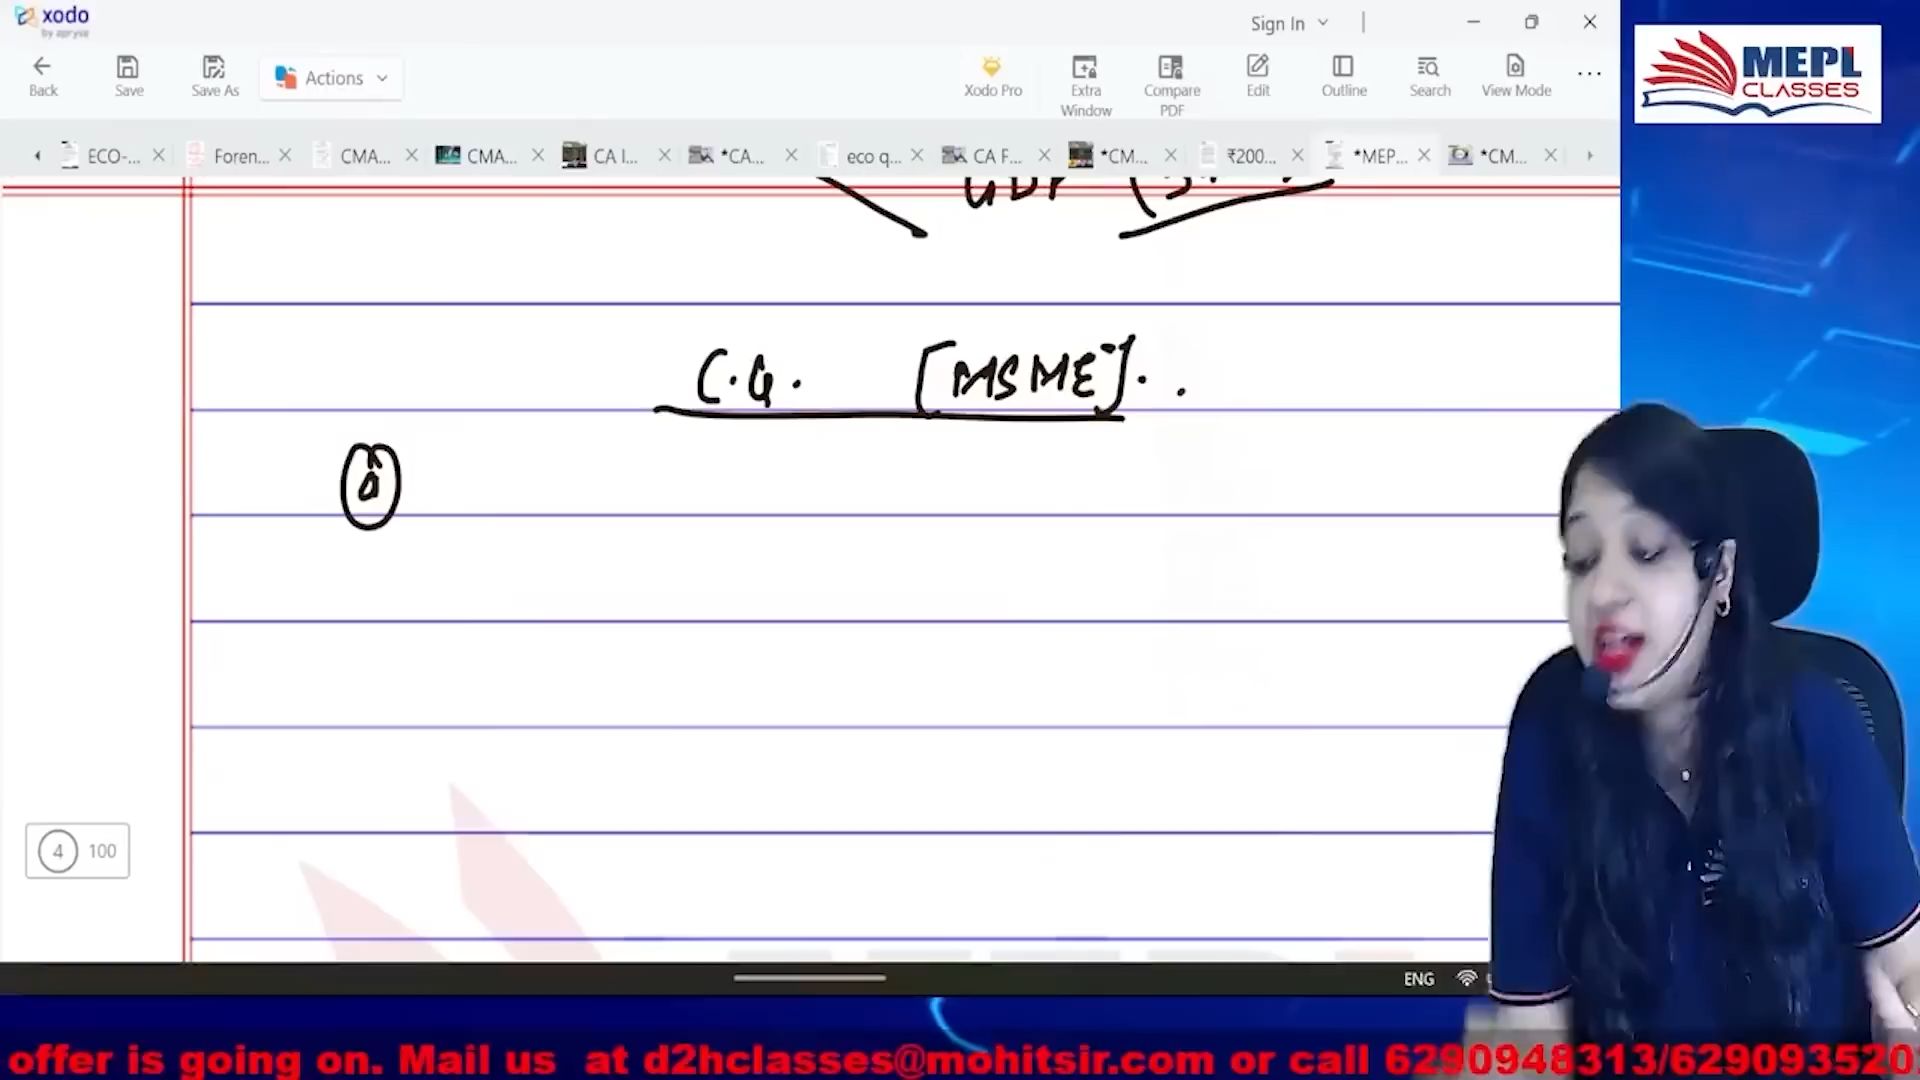 xodo
by apryse
Sign In
Back
Save
Save As
Actions
Xodo Pro
Extra Window
Compare PDF
Edit
Outline
Search
View Mode
ECO-...
Foren...
CMA...
CMA...
CA I...
*CA...
eco q...
CA F...
*CM...
₹200...
*MEP...
*CM...
MEPL
CLASSES
C.G. [MSME]..
4 100
ENG
offer is going on. Mail us at d2hclasses@mohitsir.com or call 6290948313/629093520